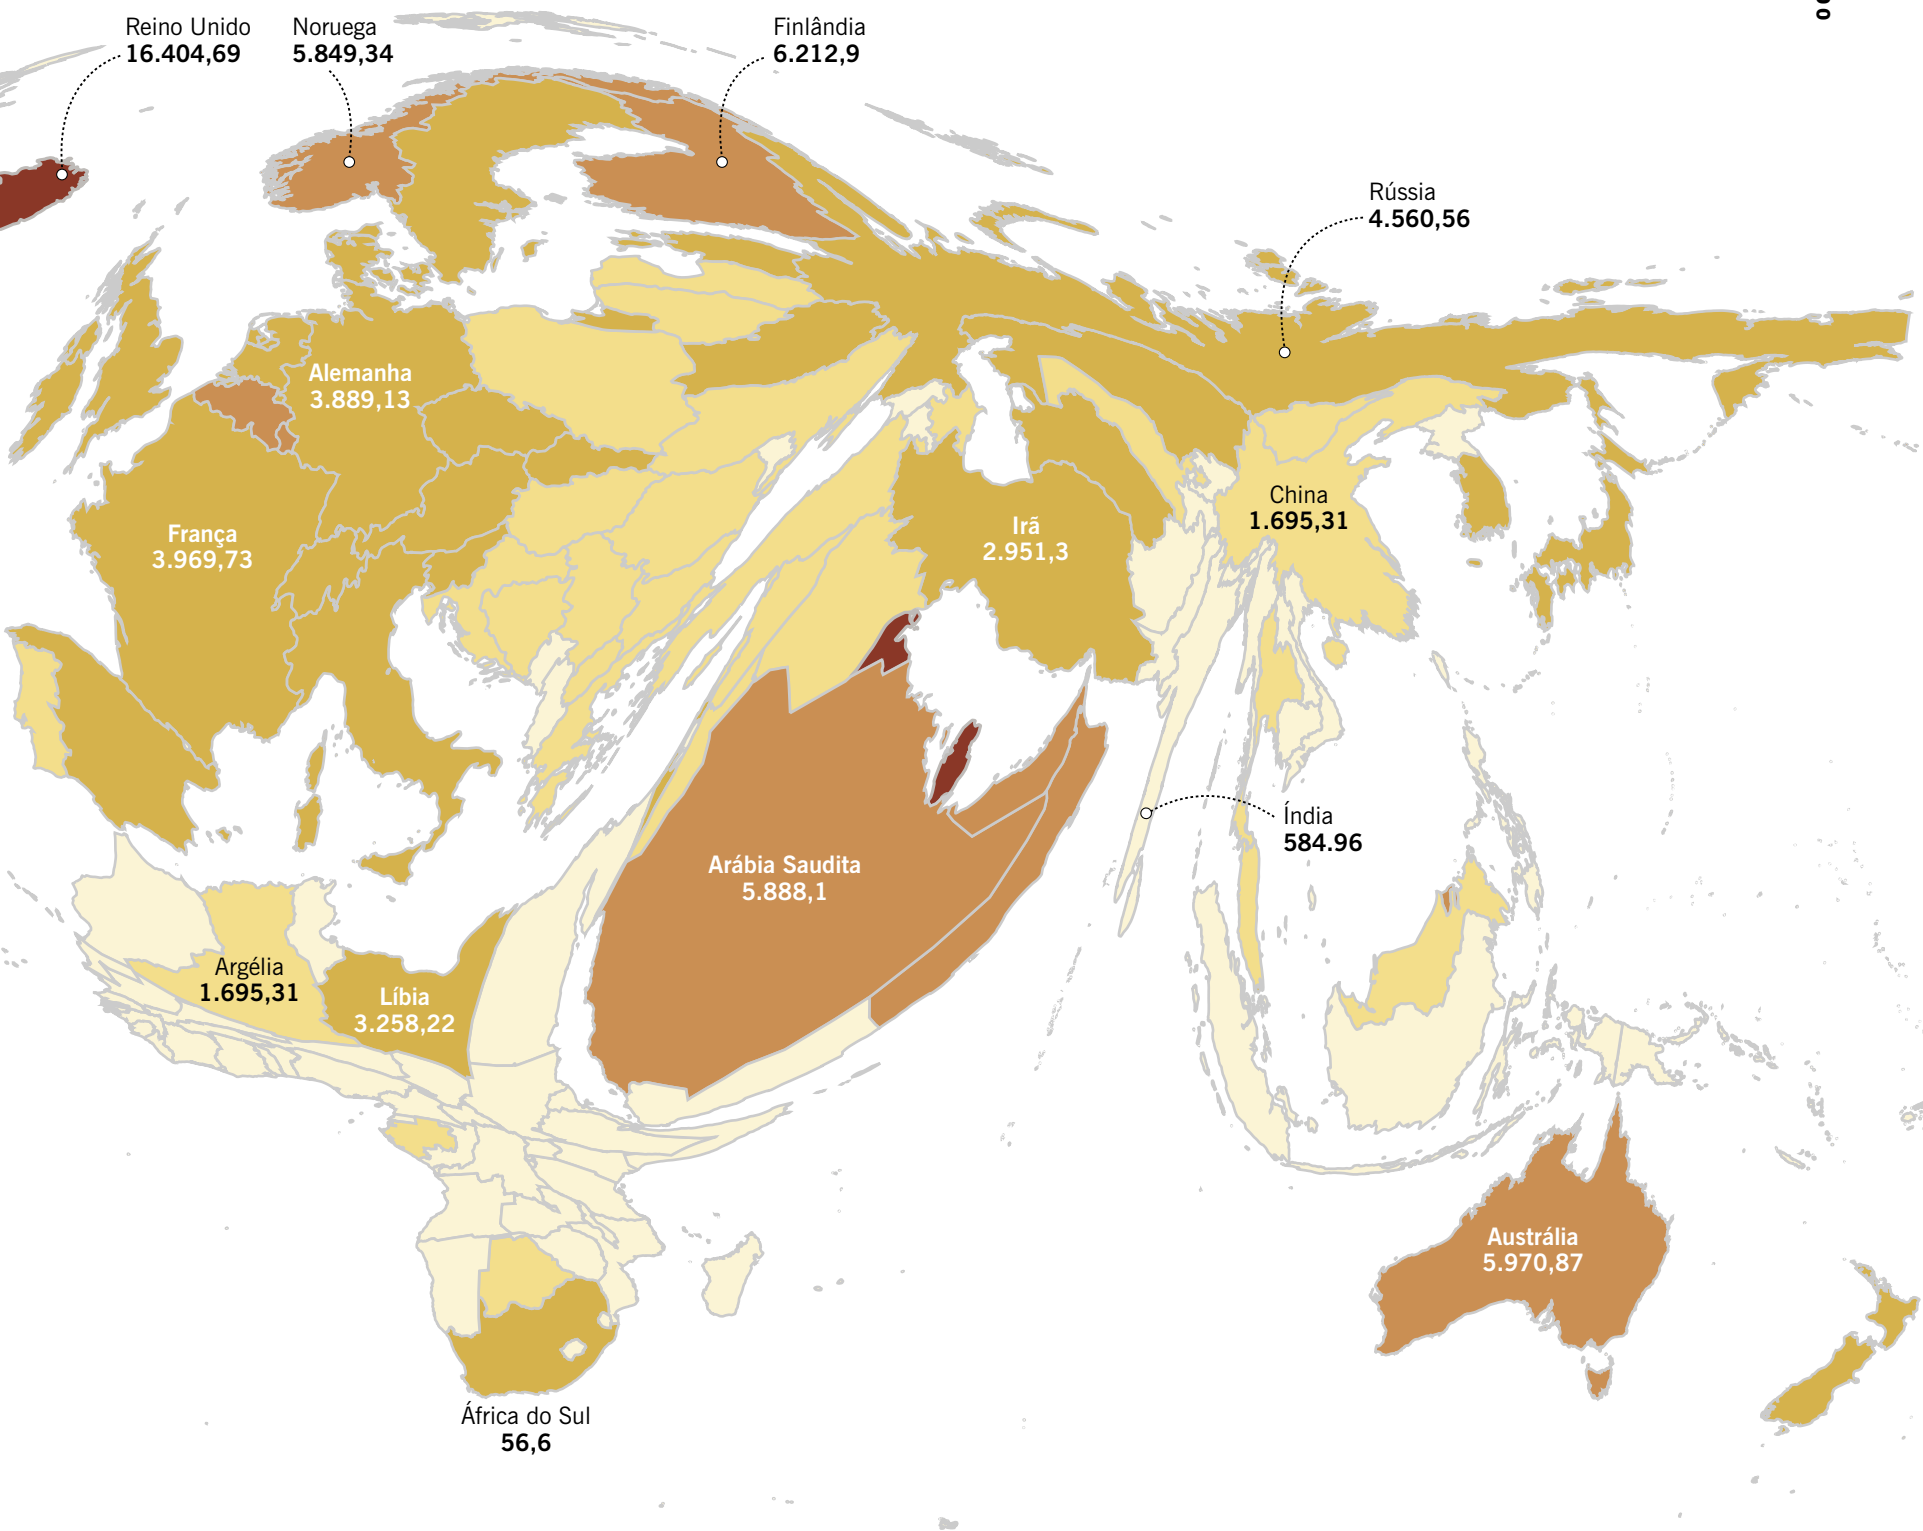 Reino Unido
16.404,69
Noruega
5.849,34
Finlândia
6.212,9
Rússia
4.560,56
Alemanha
3.889,13
França
3.969,73
Irã
2.951,3
China
1.695,31
Índia
584.96
Arábia Saudita
5.888,1
Argélia
1.695,31
Líbia
3.258,22
Austrália
5.970,87
África do Sul
56,6